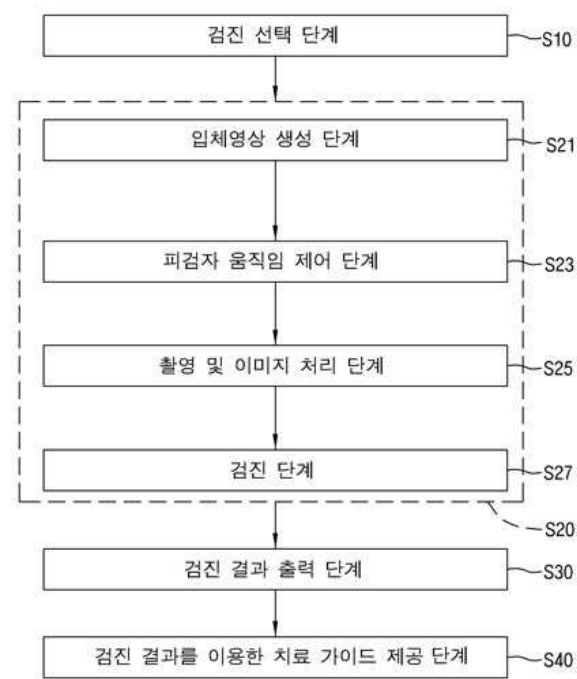 검진 선택 단계
S10
입체영상 생성 단계
S21
피검자 움직임 제어 단계
S23
촬영 및 이미지 처리 단계
S25
검진 단계
S27
S20
검진 결과 출력 단계
S30
검진 결과를 이용한 치료 가이드 제공 단계
S40